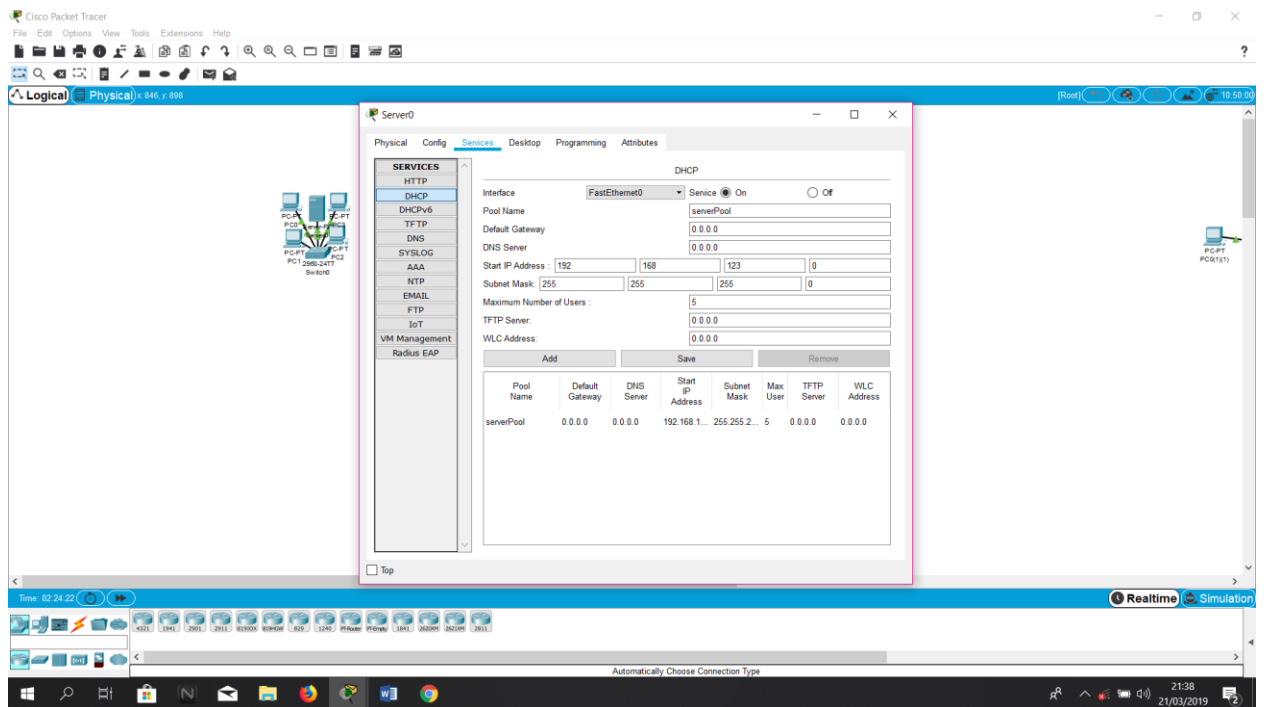 Cisco Packet Tracer
File Edit Options View Tools Extensions Help
?
Logical Physical x: 846, y: 898 [Root] 10:50:00
Server0
Physical Config Services Desktop Programming Attributes
SERVICES
HTTP
DHCP
DHCPv6
TFTP
DNS
SYSLOG
AAA
NTP
EMAIL
FTP
IoT
VM Management
Radius EAP
DHCP
Interface FastEthernet0 Service On Off
Pool Name serverPool
Default Gateway 0.0.0.0
DNS Server 0.0.0.0
Start IP Address : 192 168 123 0
Subnet Mask: 255 255 255 0
Maximum Number of Users : 5
TFTP Server: 0.0.0.0
WLC Address: 0.0.0.0
Add Save Remove
Pool Name Default Gateway DNS Server Start IP Address Subnet Mask Max User TFTP Server WLC Address
serverPool 0.0.0.0 0.0.0.0 192.168.1... 255.255.2... 5 0.0.0.0 0.0.0.0
Top
PC-PT
PC0
PC-PT
PC-PT
PC1
PC-PT
PC2
2960-24TT
Switch0
PC-PT
PC0(1)(1)
Time: 02:24:22 Realtime Simulation
4321 1941 2901 2911 819IOX 819HGW 829 1240 PT-Router PT-Empty 1841 2620XM 2621XM 2811
Automatically Choose Connection Type
21:38
21/03/2019
2